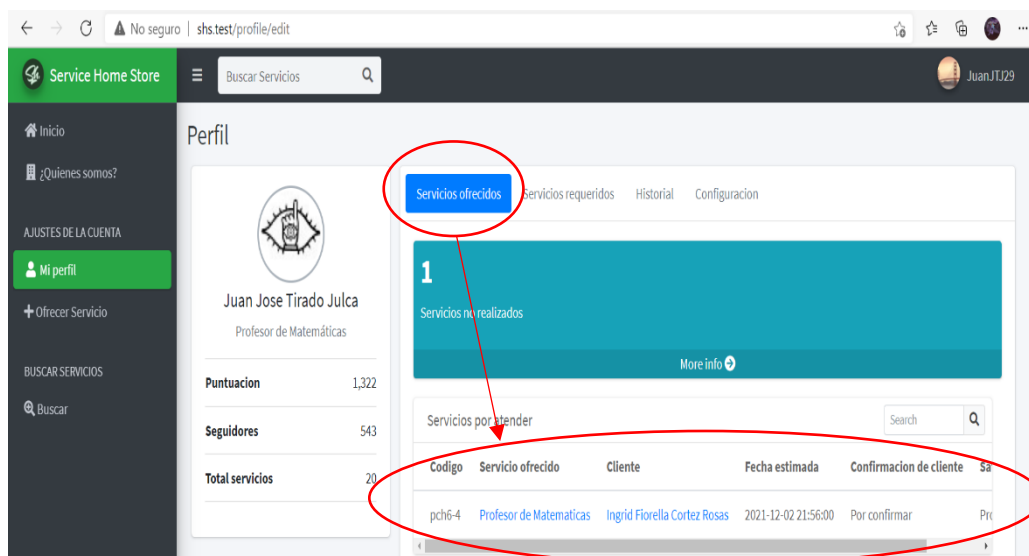 No seguro | shs.test/profile/edit
Service Home Store
Buscar Servicios
JuanJTJ29
Inicio
¿Quienes somos?
AJUSTES DE LA CUENTA
Mi perfil
Ofrecer Servicio
BUSCAR SERVICIOS
Buscar
Perfil
Juan Jose Tirado Julca
Profesor de Matemáticas
Puntuacion 1,322
Seguidores 543
Total servicios 20
Servicios ofrecidos Servicios requeridos Historial Configuracion
1
Servicios no realizados
More info
Servicios por atender Search
Codigo Servicio ofrecido Cliente Fecha estimada Confirmacion de cliente Sa
pch6-4 Profesor de Matematicas Ingrid Fiorella Cortez Rosas 2021-12-02 21:56:00 Por confirmar Pro